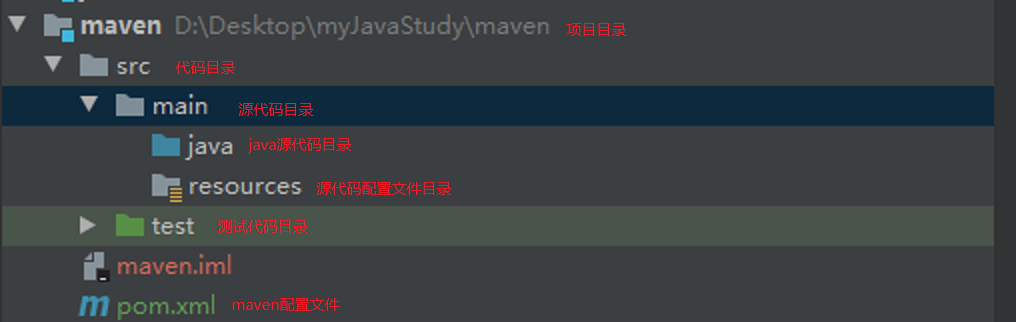 maven D:\Desktop\myJavaStudy\maven 项目目录
src 代码目录
main 源代码目录
java java源代码目录
resources 源代码配置文件目录
test 测试代码目录
maven.iml
pom.xml maven配置文件